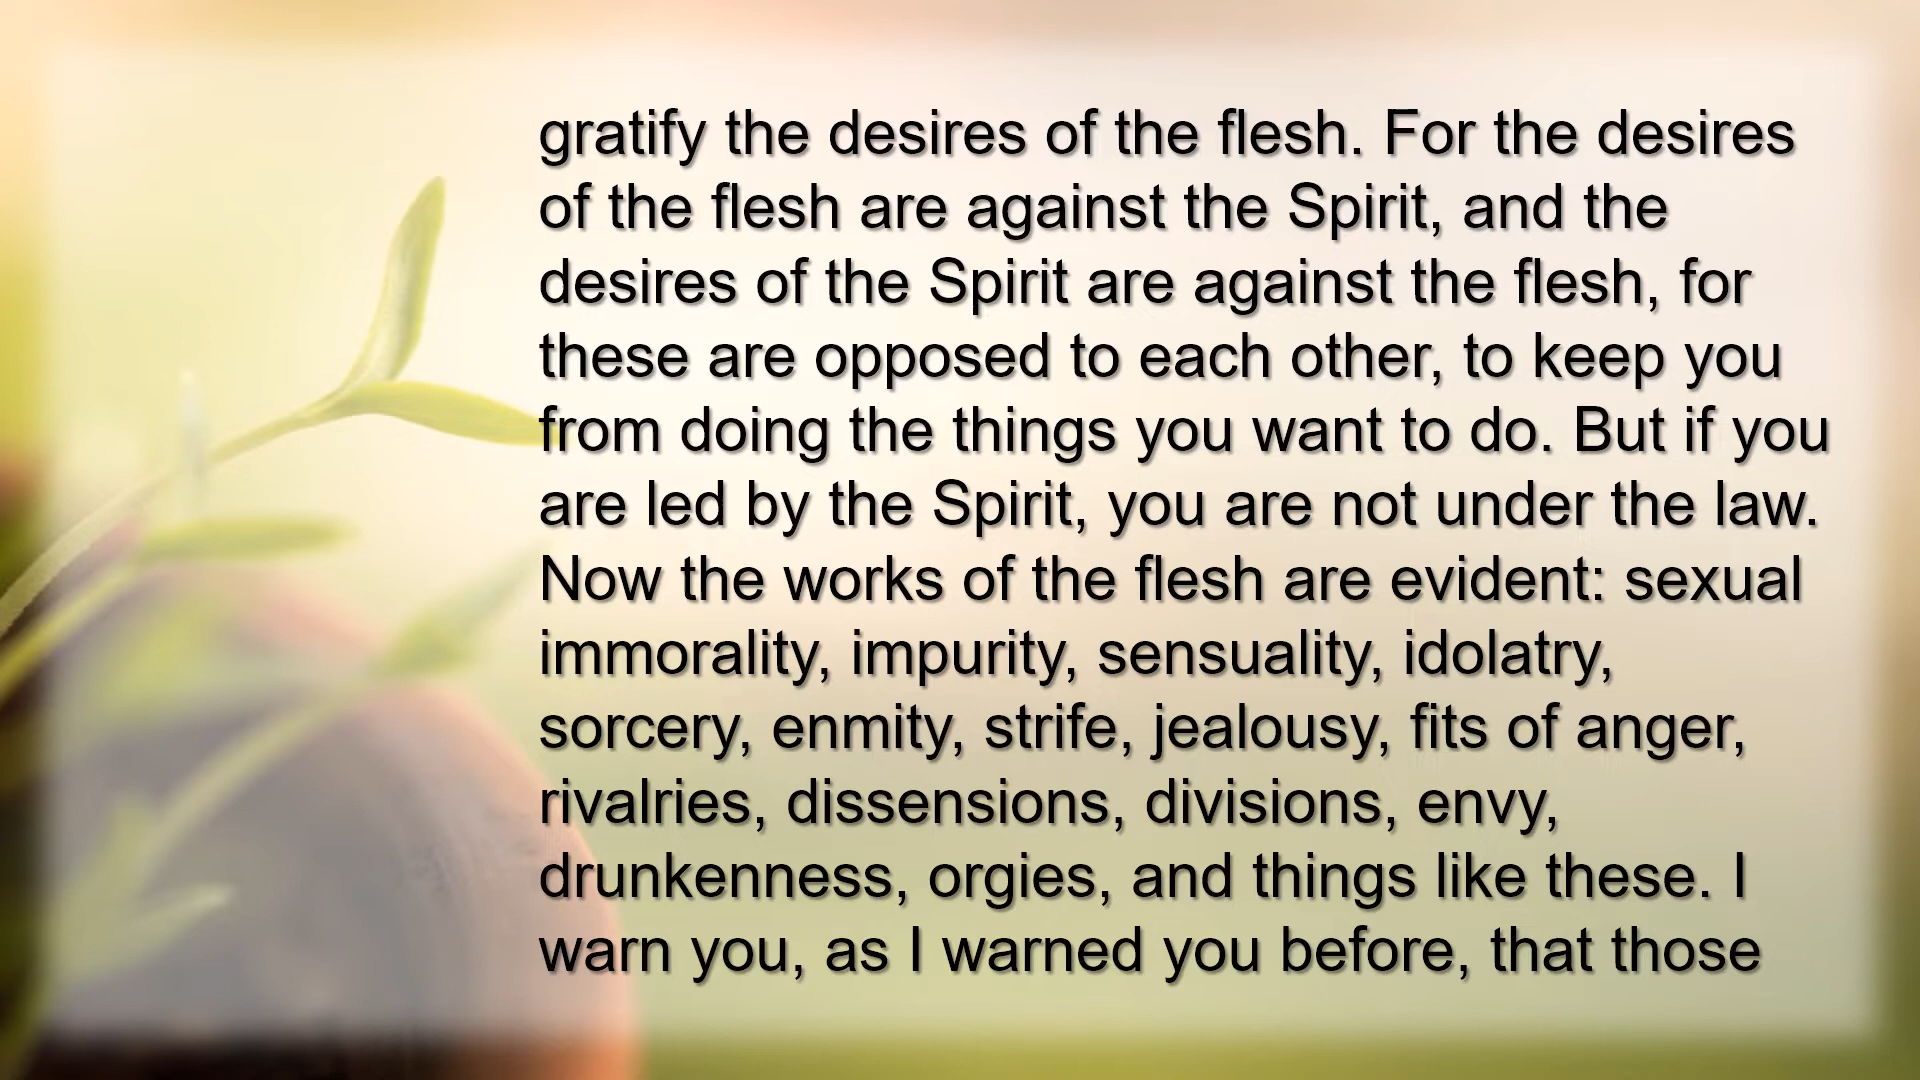 gratify the desires of the flesh. For the desires
of the flesh are against the Spirit, and the
desires of the Spirit are against the flesh, for
these are opposed to each other, to keep you
from doing the things you want to do. But if you
are led by the Spirit, you are not under the law.
Now the works of the flesh are evident: sexual
immorality, impurity, sensuality, idolatry,
sorcery, enmity, strife, jealousy, fits of anger,
rivalries, dissensions, divisions, envy,
drunkenness, orgies, and things like these. I
warn you, as I warned you before, that those